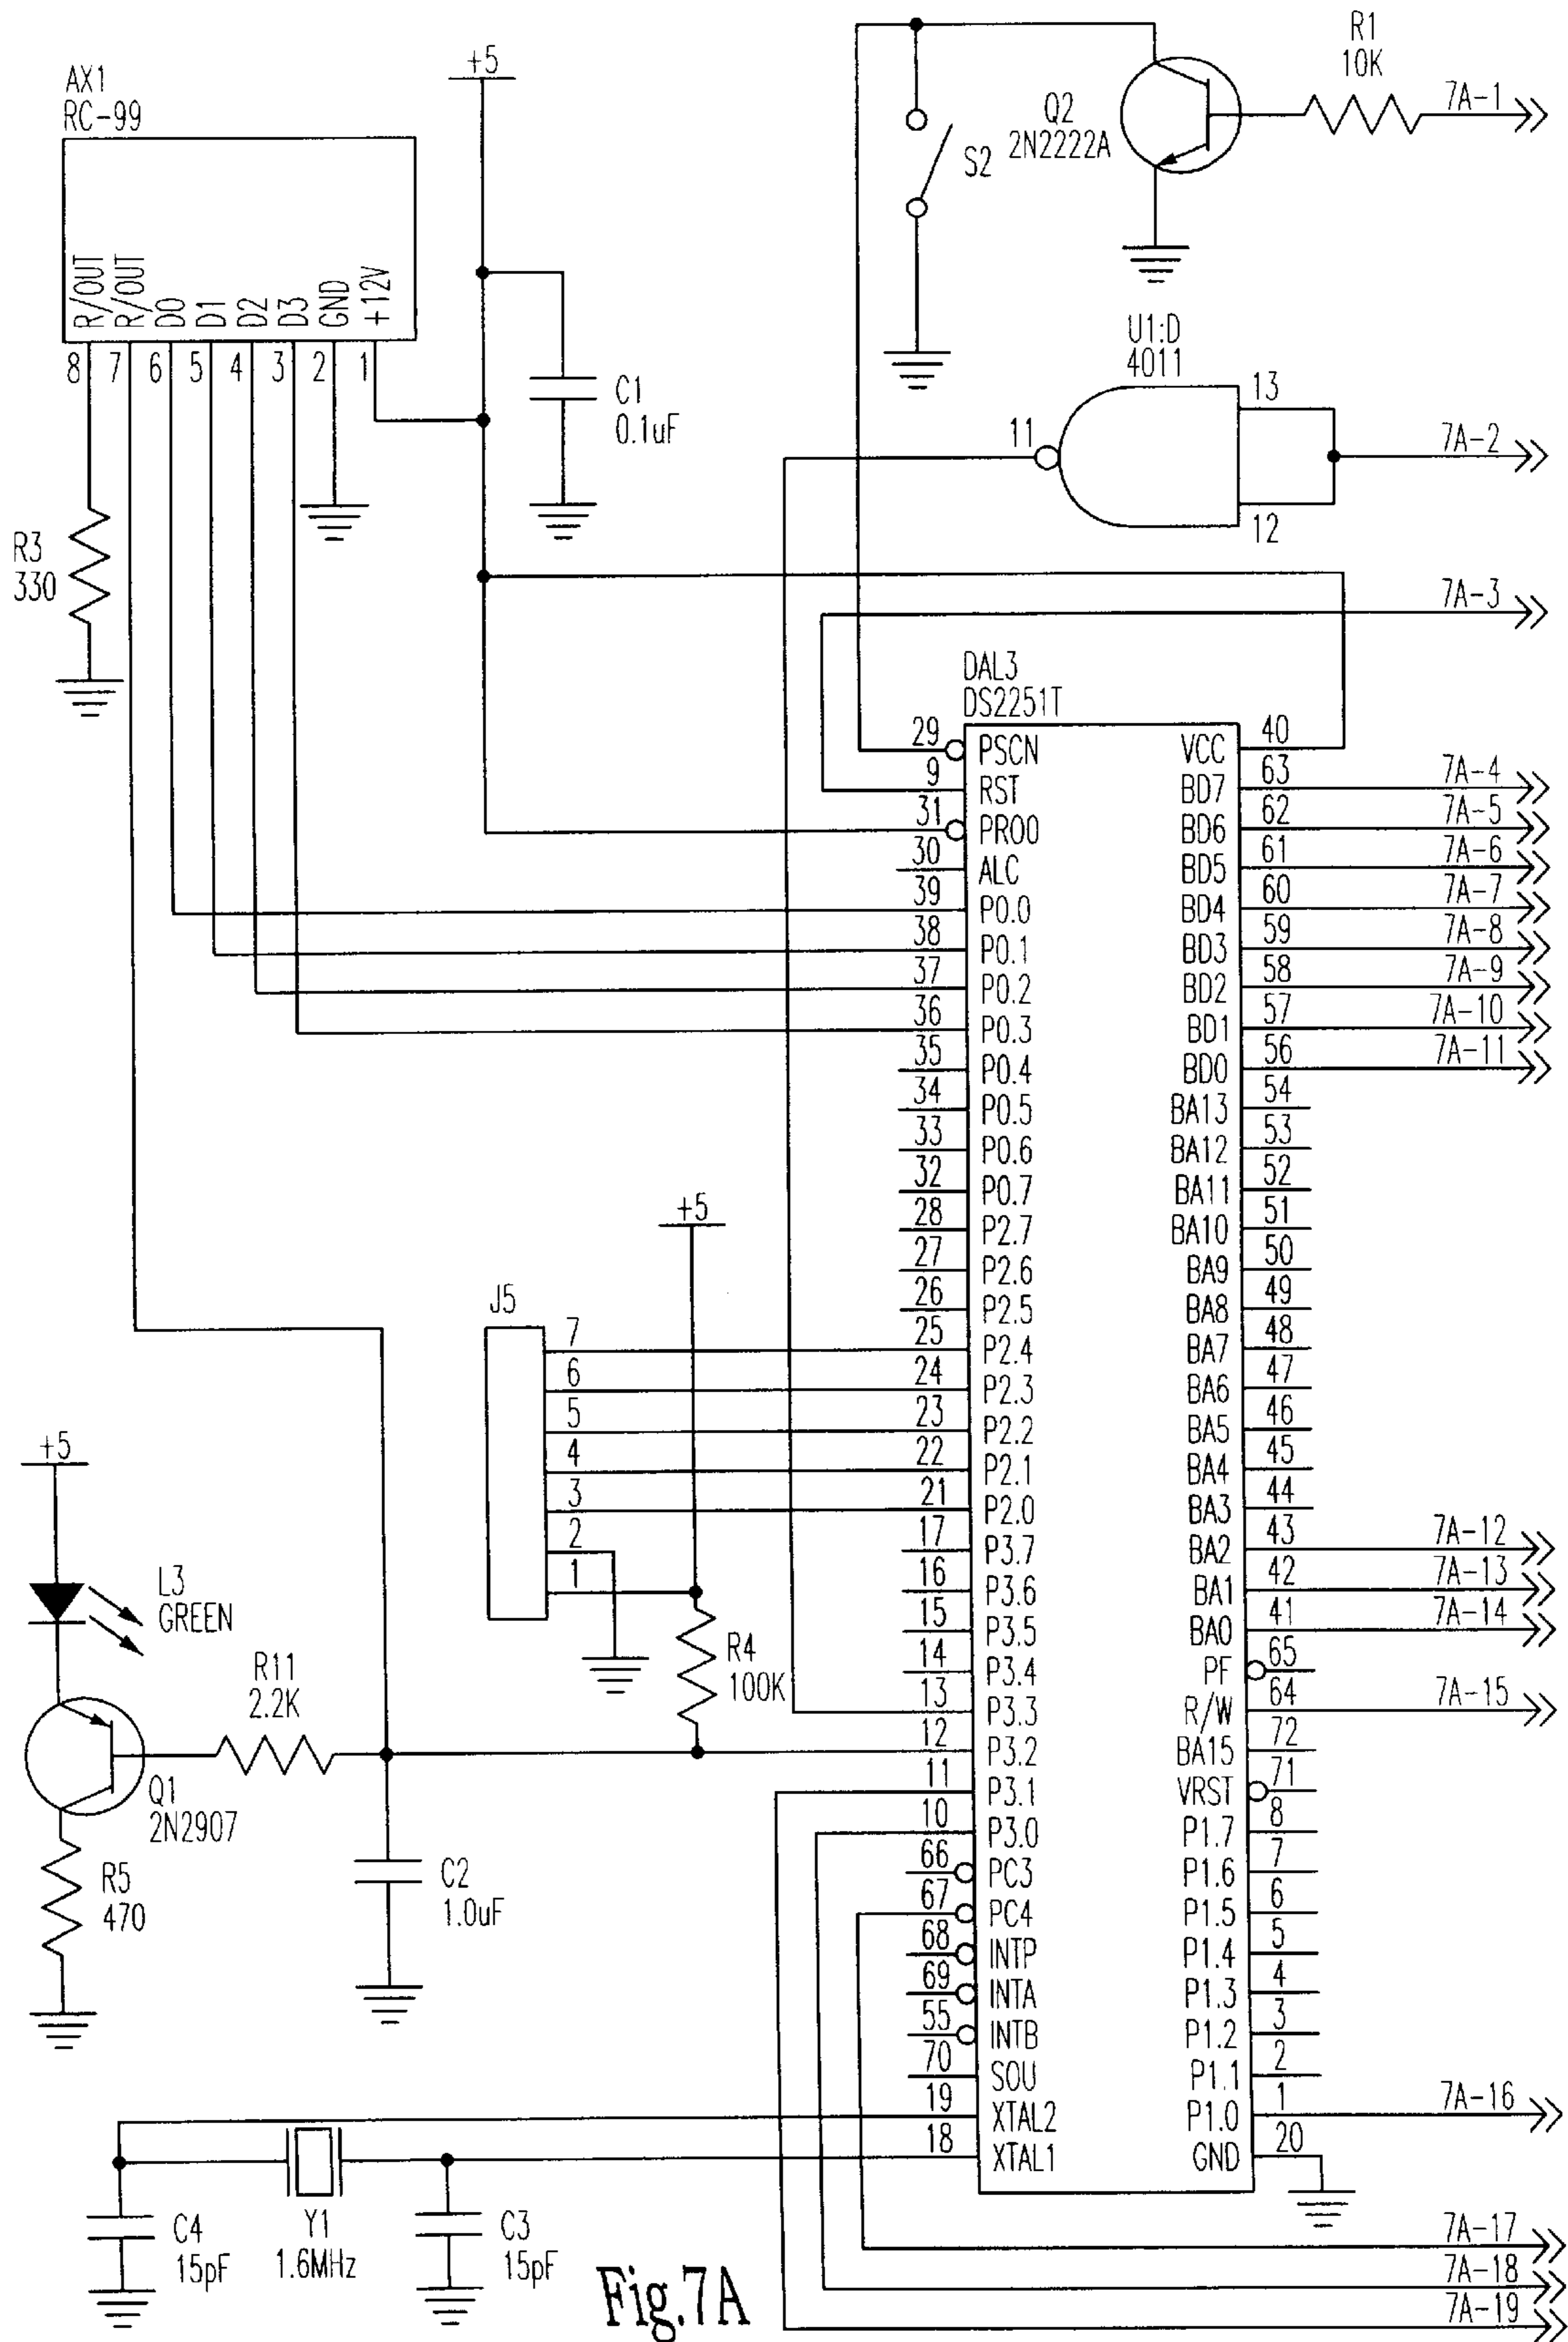 AX1
RC-99
R/OUT
R/OUT
D0
D1
D2
D3
GND
+12V
8
7
6
5
4
3
2
1
+5
C1
0.1uF
R3
330
S2
Q2
2N2222A
R1
10K
7A-1
U1:D
4011
11
13
12
7A-2
7A-3
DAL3
DS2251T
29 PSCN
9 RST
31 PROO
30 ALC
39 P0.0
38 P0.1
37 P0.2
36 P0.3
35 P0.4
34 P0.5
33 P0.6
32 P0.7
28 P2.7
27 P2.6
26 P2.5
25 P2.4
24 P2.3
23 P2.2
22 P2.1
21 P2.0
17 P3.7
16 P3.6
15 P3.5
14 P3.4
13 P3.3
12 P3.2
11 P3.1
10 P3.0
66 PC3
67 PC4
68 INTP
69 INTA
55 INTB
70 SOU
19 XTAL2
18 XTAL1
VCC 40
BD7 63 7A-4
BD6 62 7A-5
BD5 61 7A-6
BD4 60 7A-7
BD3 59 7A-8
BD2 58 7A-9
BD1 57 7A-10
BD0 56 7A-11
BA13 54
BA12 53
BA11 52
BA10 51
BA9 50
BA8 49
BA7 48
BA6 47
BA5 46
BA4 45
BA3 44
BA2 43 7A-12
BA1 42 7A-13
BA0 41 7A-14
PF 65
R/W 64 7A-15
BA15 72
VRST 71
P1.7 8
P1.6 7
P1.5 6
P1.4 5
P1.3 4
P1.2 3
P1.1 2
P1.0 1 7A-16
GND 20
7A-17
7A-18
7A-19
+5
J5
7
6
5
4
3
2
1
R4
100K
+5
L3
GREEN
R11
2.2K
Q1
2N2907
R5
470
C2
1.0uF
C4
15pF
Y1
1.6MHz
C3
15pF
Fig.7A